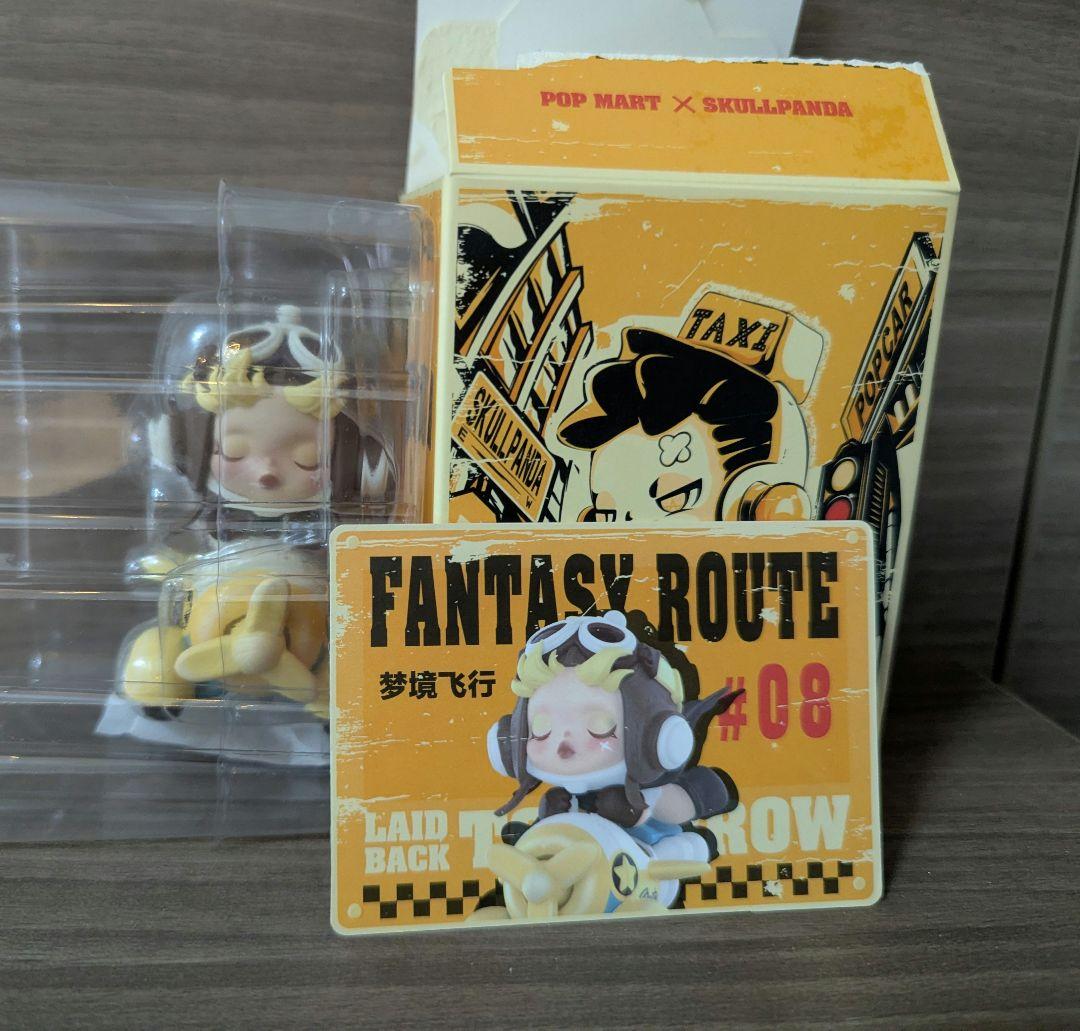 POP MART × SKULLPANDA
TAXI
POPCAR
SKULLPANDA
E
W
FANTASY ROUTE
梦境飞行
#08
LAID
BACK
ROW